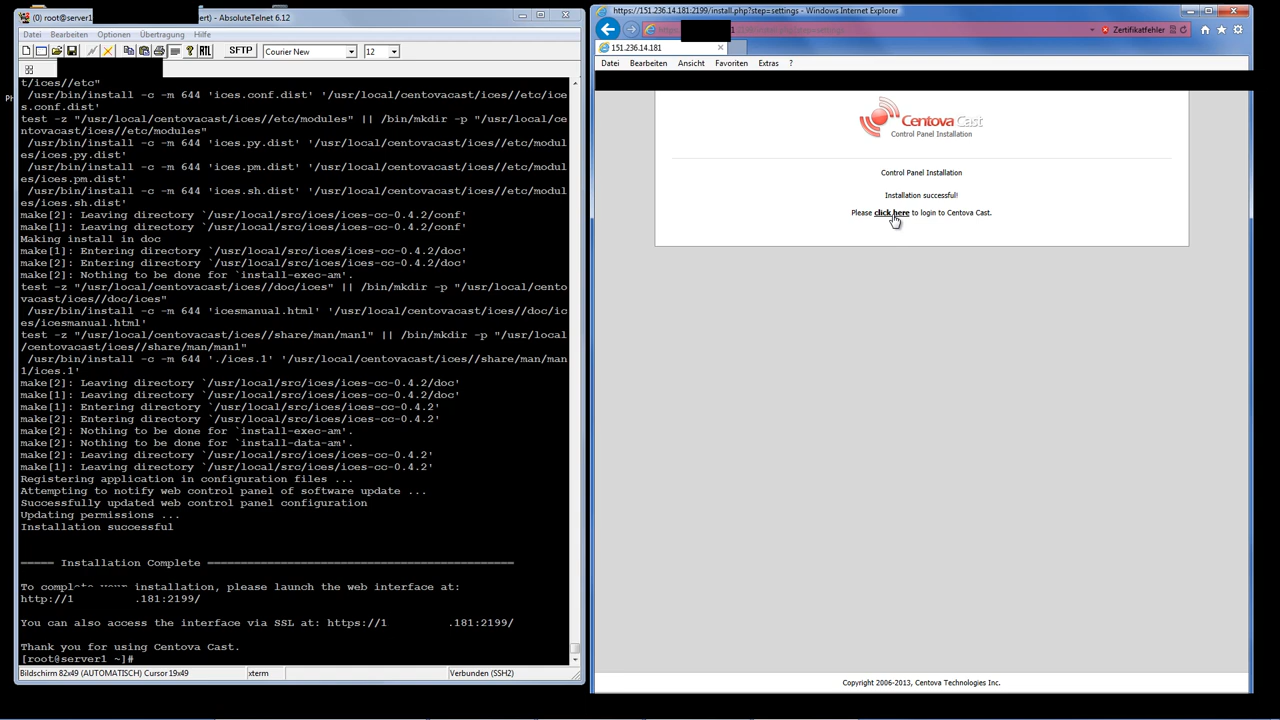 (0) root@server1 ert) - AbsoluteTelnet 6.12
Datei Bearbeiten Optionen Übertragung Hilfe
SFTP Courier New 12
t/ices//etc"
/usr/bin/install -c -m 644 'ices.conf.dist' '/usr/local/centovacast/ices//etc/ice
s.conf.dist'
test -z "/usr/local/centovacast/ices//etc/modules" || /bin/mkdir -p "/usr/local/ce
ntovacast/ices//etc/modules"
/usr/bin/install -c -m 644 'ices.py.dist' '/usr/local/centovacast/ices//etc/modul
es/ices.py.dist'
/usr/bin/install -c -m 644 'ices.pm.dist' '/usr/local/centovacast/ices//etc/modul
es/ices.pm.dist'
/usr/bin/install -c -m 644 'ices.sh.dist' '/usr/local/centovacast/ices//etc/modul
es/ices.sh.dist'
make[2]: Leaving directory `/usr/local/src/ices/ices-cc-0.4.2/conf'
make[1]: Leaving directory `/usr/local/src/ices/ices-cc-0.4.2/conf'
Making install in doc
make[1]: Entering directory `/usr/local/src/ices/ices-cc-0.4.2/doc'
make[2]: Entering directory `/usr/local/src/ices/ices-cc-0.4.2/doc'
make[2]: Nothing to be done for `install-exec-am'.
test -z "/usr/local/centovacast/ices//doc/ices" || /bin/mkdir -p "/usr/local/cento
vacast/ices//doc/ices"
/usr/bin/install -c -m 644 'icesmanual.html' '/usr/local/centovacast/ices//doc/ic
es/icesmanual.html'
test -z "/usr/local/centovacast/ices//share/man/man1" || /bin/mkdir -p "/usr/local
/centovacast/ices//share/man/man1"
/usr/bin/install -c -m 644 './ices.1' '/usr/local/centovacast/ices//share/man/man
1/ices.1'
make[2]: Leaving directory `/usr/local/src/ices/ices-cc-0.4.2/doc'
make[1]: Leaving directory `/usr/local/src/ices/ices-cc-0.4.2/doc'
make[1]: Entering directory `/usr/local/src/ices/ices-cc-0.4.2'
make[2]: Entering directory `/usr/local/src/ices/ices-cc-0.4.2'
make[2]: Nothing to be done for `install-exec-am'.
make[2]: Nothing to be done for `install-data-am'.
make[2]: Leaving directory `/usr/local/src/ices/ices-cc-0.4.2'
make[1]: Leaving directory `/usr/local/src/ices/ices-cc-0.4.2'
Registering application in configuration files ...
Attempting to notify web control panel of software update ...
Successfully updated web control panel configuration
Updating permissions ...
Installation successful
===== Installation Complete ================================================
To complete your installation, please launch the web interface at:
http://1 .181:2199/
You can also access the interface via SSL at: https://1 .181:2199/
Thank you for using Centova Cast.
[root@server1 ~]#
Bildschirm 82x49 (AUTOMATISCH) Cursor 19x49 xterm Verbunden (SSH2)
https://151.236.14.181:2199/install.php?step=settings - Windows Internet Explorer
Zertifikatfehler
151.236.14.181
Datei Bearbeiten Ansicht Favoriten Extras ?
Centova Cast
Control Panel Installation
Control Panel Installation
Installation successful!
Please click here to login to Centova Cast.
Copyright 2006-2013, Centova Technologies Inc.